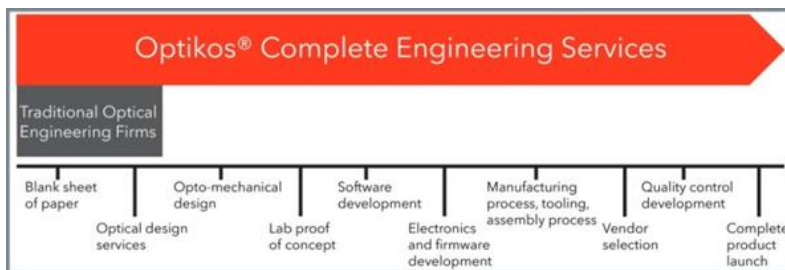 Optikos® Complete Engineering Services
Traditional Optical
Engineering Firms
Blank sheet
of paper
Optical design
services
Opto-mechanical
design
Lab proof
of concept
Software
development
Electronics
and firmware
development
Manufacturing
process, tooling,
assembly process
Vendor
selection
Quality control
development
Complete
product
launch